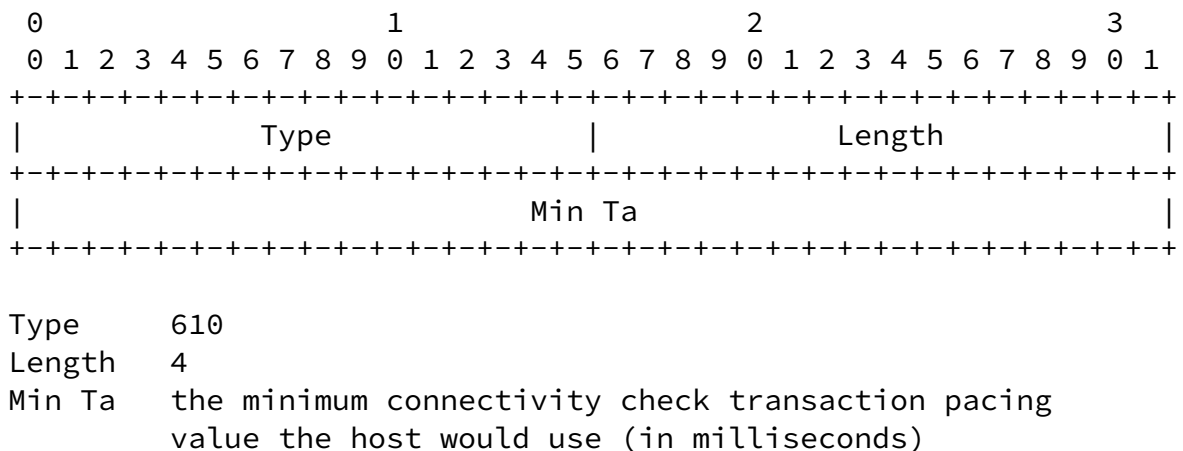 0                   1                   2                   3
0 1 2 3 4 5 6 7 8 9 0 1 2 3 4 5 6 7 8 9 0 1 2 3 4 5 6 7 8 9 0 1
+-+-+-+-+-+-+-+-+-+-+-+-+-+-+-+-+-+-+-+-+-+-+-+-+-+-+-+-+-+-+-+-+
|             Type              |             Length            |
+-+-+-+-+-+-+-+-+-+-+-+-+-+-+-+-+-+-+-+-+-+-+-+-+-+-+-+-+-+-+-+-+
|                            Min Ta                             |
+-+-+-+-+-+-+-+-+-+-+-+-+-+-+-+-+-+-+-+-+-+-+-+-+-+-+-+-+-+-+-+-+
Type     610
Length   4
Min Ta   the minimum connectivity check transaction pacing
value the host would use (in milliseconds)